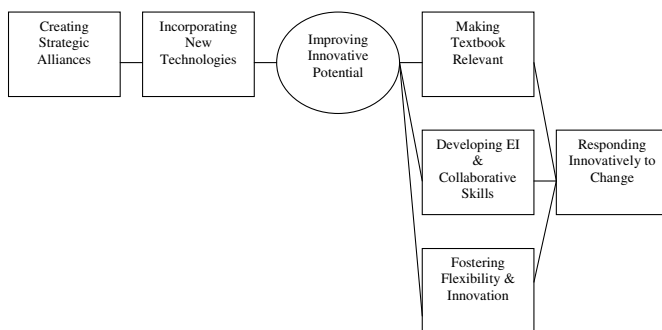 Creating
Strategic
Alliances
Incorporating
New
Technologies
Improving
Innovative
Potential
Making
Textbook
Relevant
Developing EI
&
Collaborative
Skills
Responding
Innovatively to
Change
Fostering
Flexibility &
Innovation